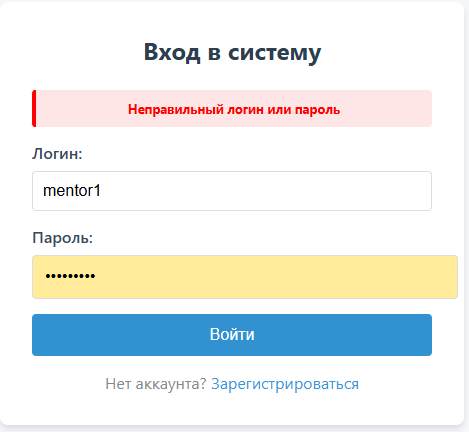 Вход в систему
Неправильный логин или пароль
Логин:
mentor1
Пароль:
•••••••••
Войти
Нет аккаунта? Зарегистрироваться